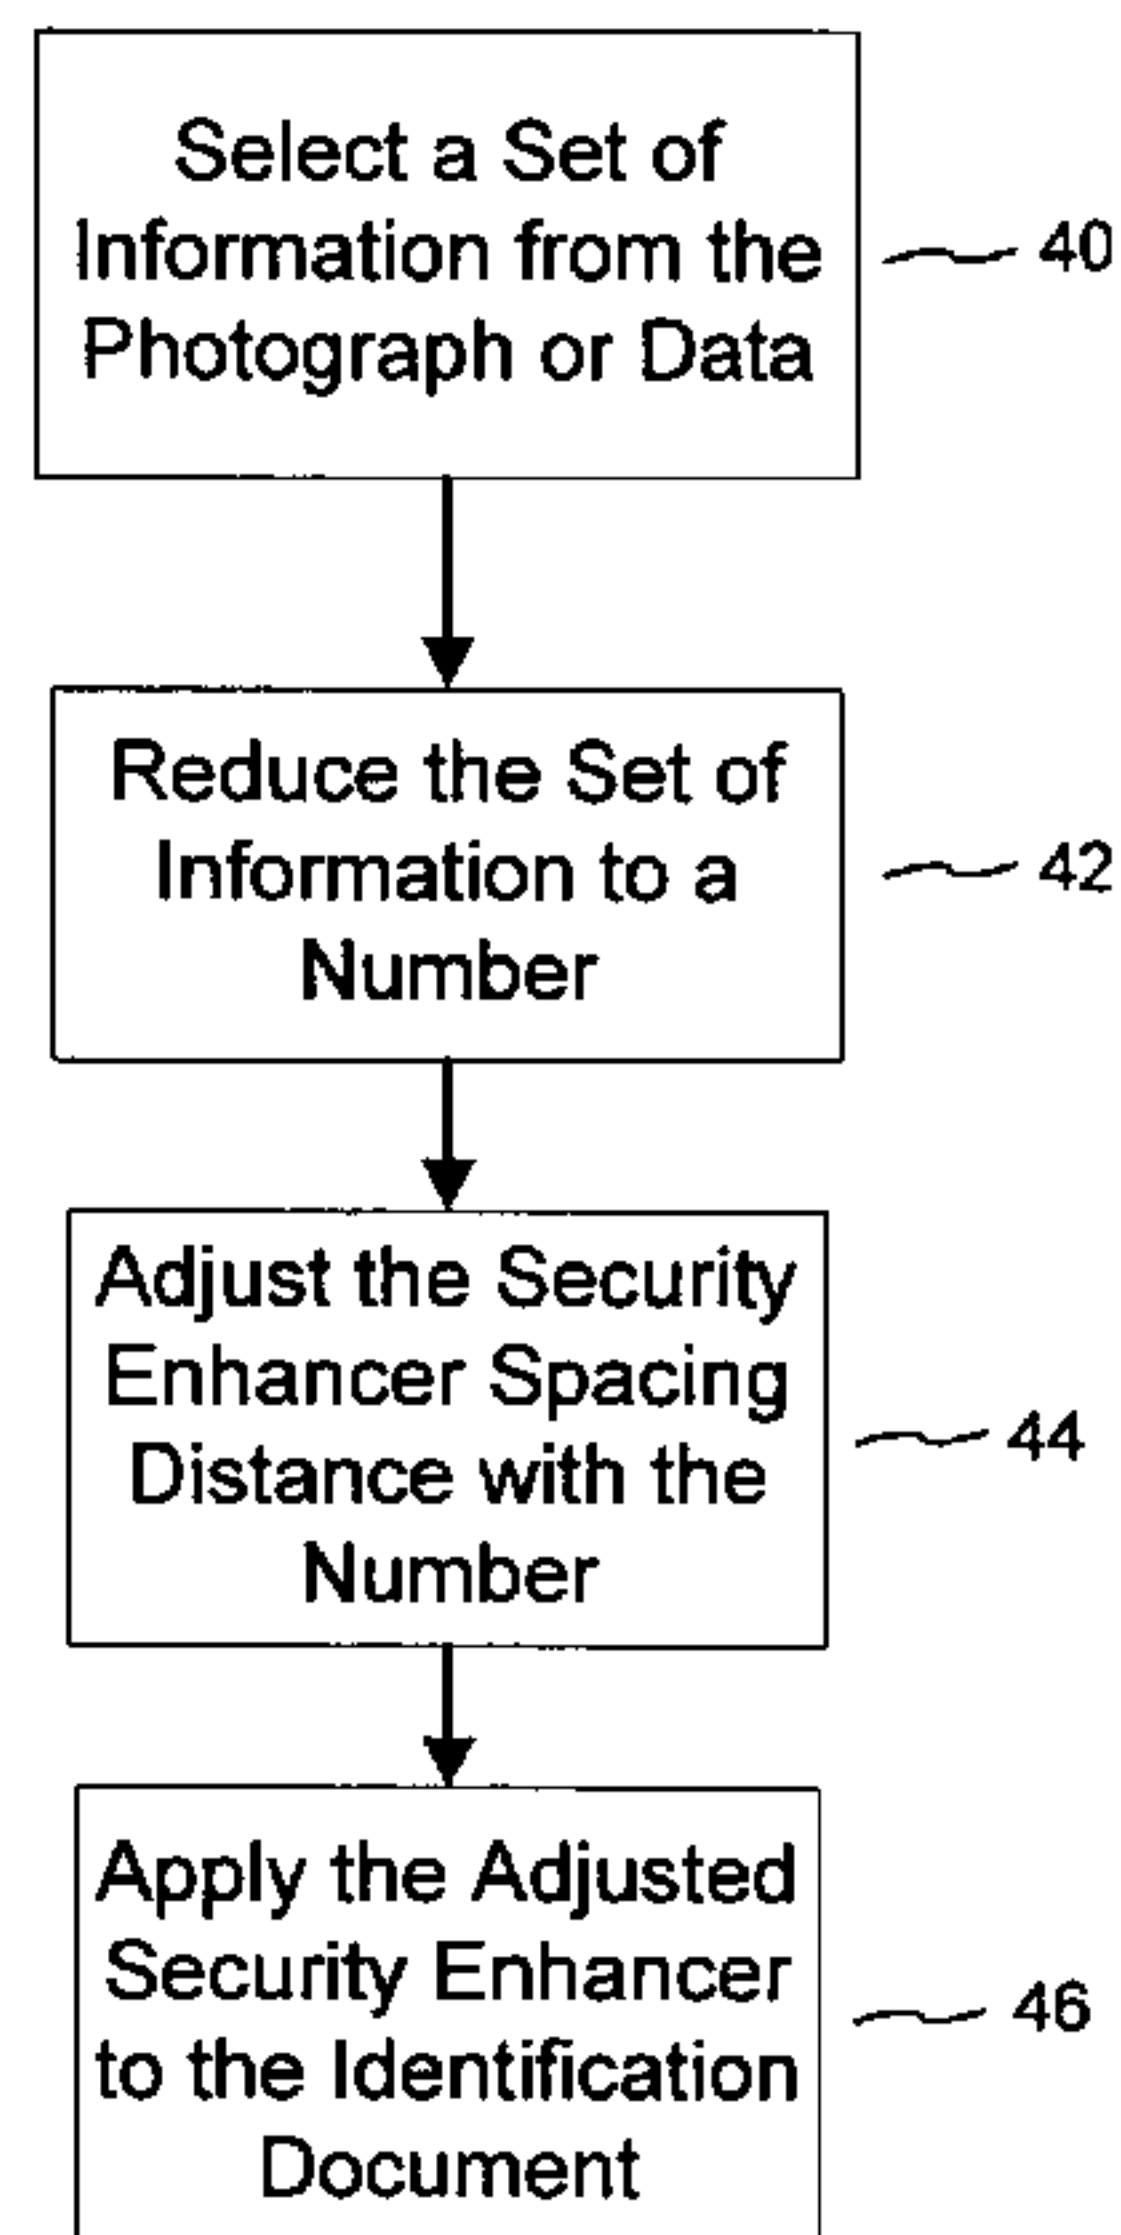 Select a Set of
Information from the
Photograph or Data
40
Reduce the Set of
Information to a
Number
42
Adjust the Security
Enhancer Spacing
Distance with the
Number
44
Apply the Adjusted
Security Enhancer
to the Identification
Document
46